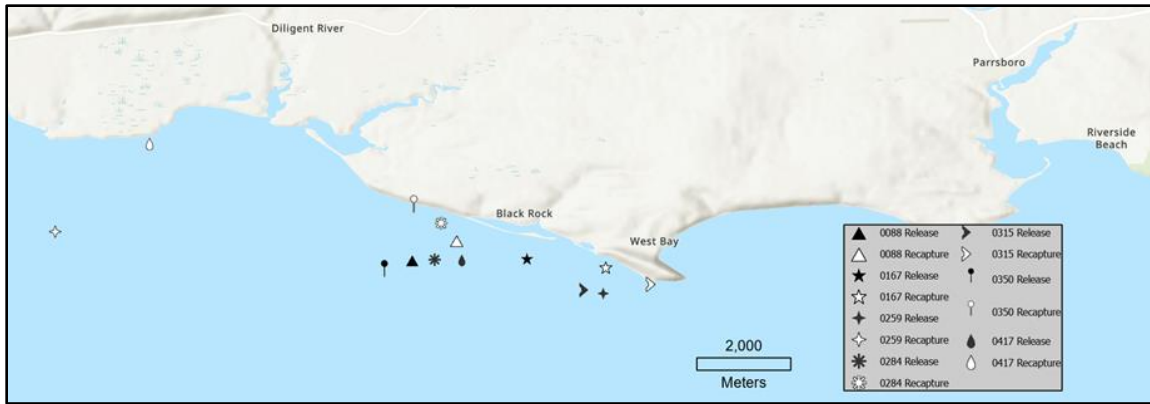 Diligent River
Parrsboro
Riverside
Beach
Black Rock
West Bay
2,000
Meters
0088 Release
0088 Recapture
0167 Release
0167 Recapture
0259 Release
0259 Recapture
0284 Release
0284 Recapture
0315 Release
0315 Recapture
0350 Release
0350 Recapture
0417 Release
0417 Recapture